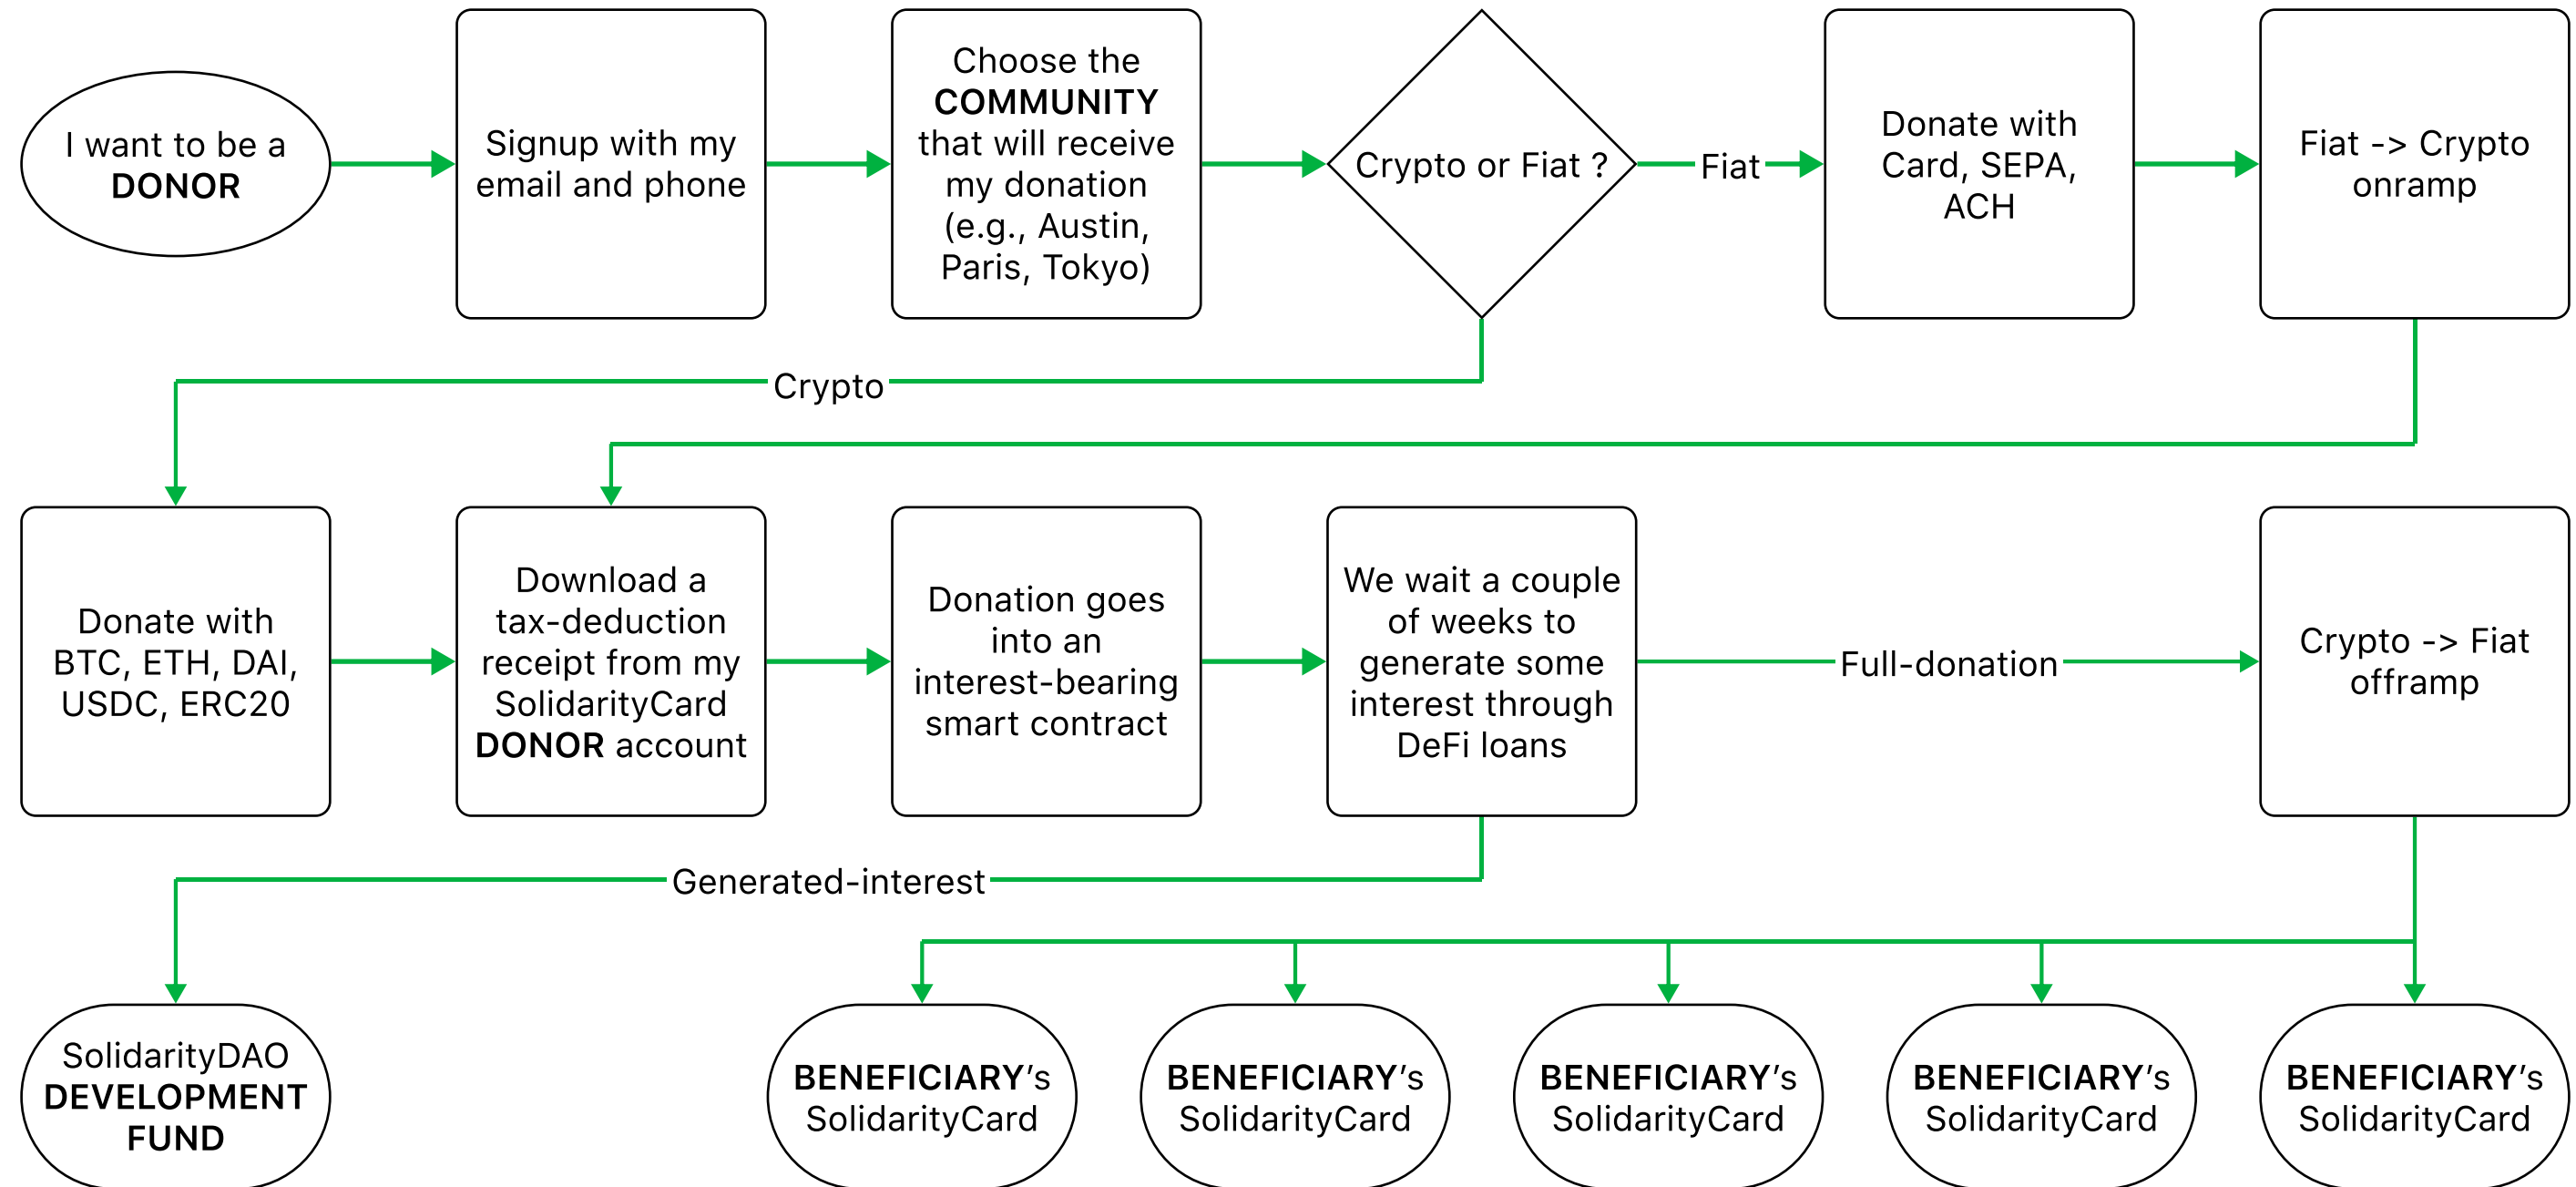 I want to be a
DONOR
Signup with my
email and phone
Choose the
COMMUNITY
that will receive
my donation
(e.g., Austin,
Paris, Tokyo)
Crypto or Fiat ?
Fiat
Donate with
Card, SEPA,
ACH
Fiat -> Crypto
onramp
Crypto
Donate with
BTC, ETH, DAI,
USDC, ERC20
Download a
tax-deduction
receipt from my
SolidarityCard
DONOR account
Donation goes
into an
interest-bearing
smart contract
We wait a couple
of weeks to
generate some
interest through
DeFi loans
Full-donation
Crypto -> Fiat
offramp
Generated-interest
SolidarityDAO
DEVELOPMENT
FUND
BENEFICIARY’s
SolidarityCard
BENEFICIARY’s
SolidarityCard
BENEFICIARY’s
SolidarityCard
BENEFICIARY’s
SolidarityCard
BENEFICIARY’s
SolidarityCard